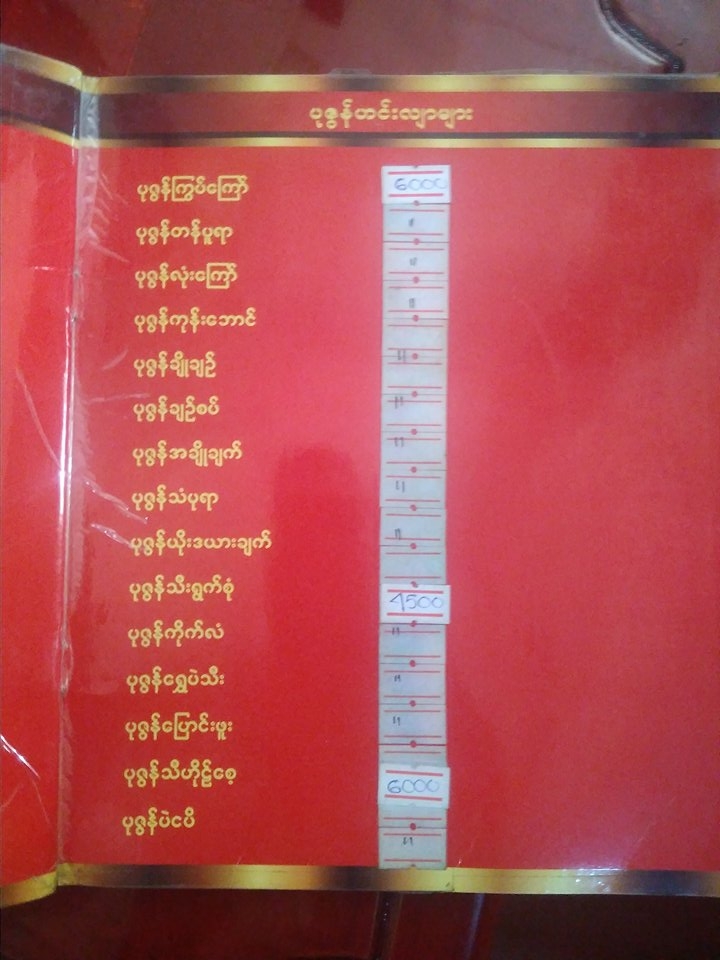 ပုဇွန်ဟင်းလျာများ
ပုဇွန်ကြွပ်ကြော် 6000
ပုဇွန်တန်ပူရာ "
ပုဇွန်လုံးကြော် "
ပုဇွန်ကုန်းဘောင် "
ပုဇွန်ချိုချဉ် "
ပုဇွန်ချဉ်စပ် "
ပုဇွန်အချိုချက် "
ပုဇွန်သံပုရာ "
ပုဇွန်ယိုးဒယားချက် "
ပုဇွန်သီးရွက်စုံ 4500
ပုဇွန်ကိုက်လံ "
ပုဇွန်ရွှေပဲသီး "
ပုဇွန်ပြောင်းဖူး "
ပုဇွန်သီဟိုဠ်စေ့ 6000
ပုဇွန်ပဲငပိ "